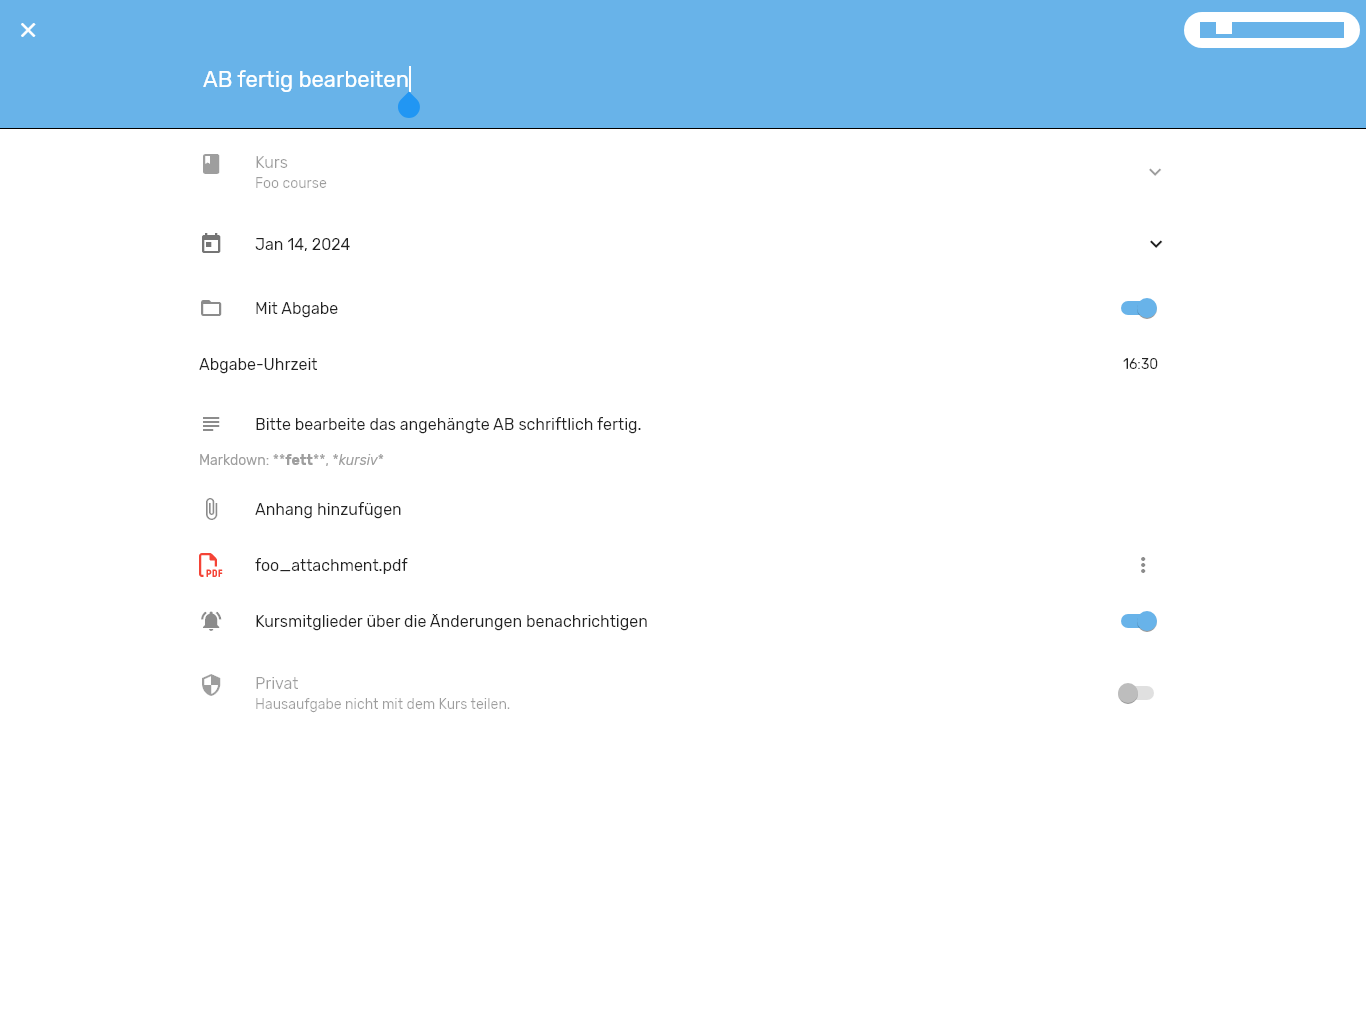 AB fertig bearbeiten
Kurs
Foo course
Jan 14, 2024
Mit Abgabe
Abgabe-Uhrzeit 16:30
Bitte bearbeite das angehängte AB schriftlich fertig.
Markdown: **fett**, *kursiv*
Anhang hinzufügen
PDF foo_attachment.pdf
Kursmitglieder über die Änderungen benachrichtigen
Privat
Hausaufgabe nicht mit dem Kurs teilen.